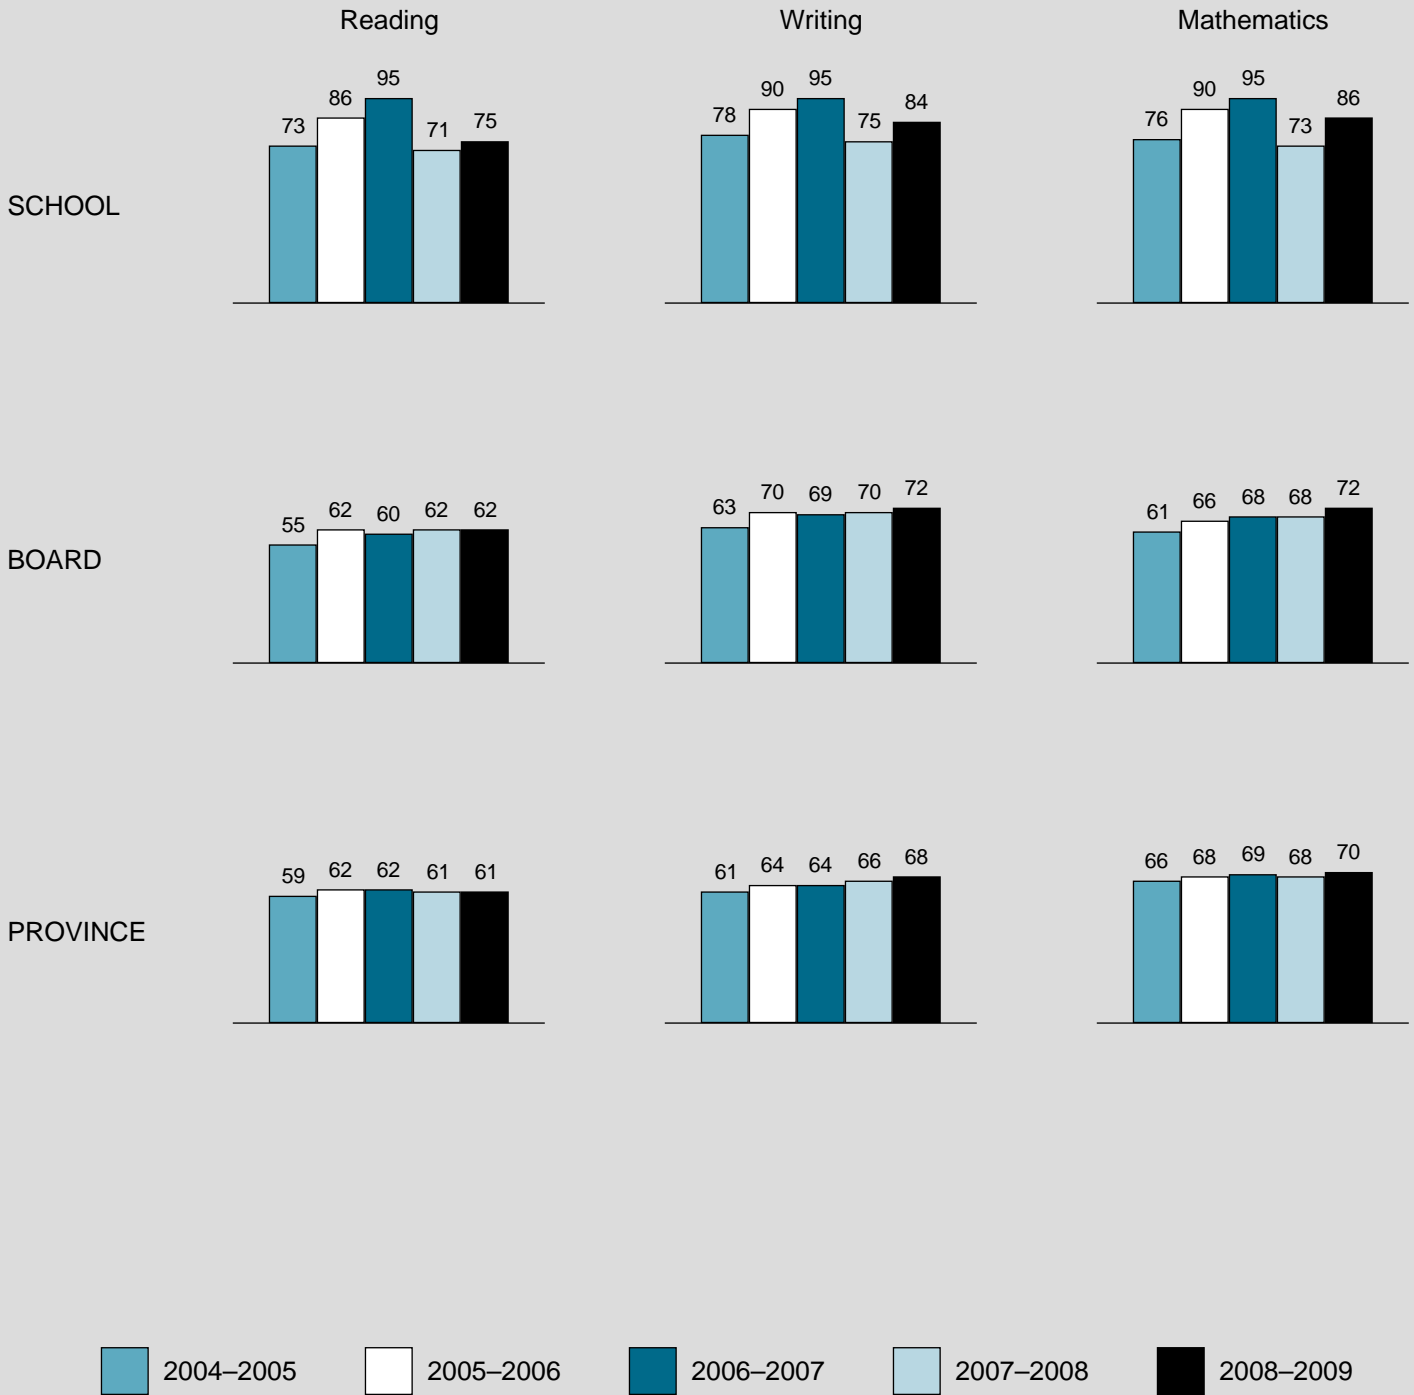 Reading Writing Mathematics
SCHOOL
73 86 95 71 75
78 90 95 75 84
76 90 95 73 86
BOARD
55 62 60 62 62
63 70 69 70 72
61 66 68 68 72
PROVINCE
59 62 62 61 61
61 64 64 66 68
66 68 69 68 70
2004–2005 2005–2006 2006–2007 2007–2008 2008–2009